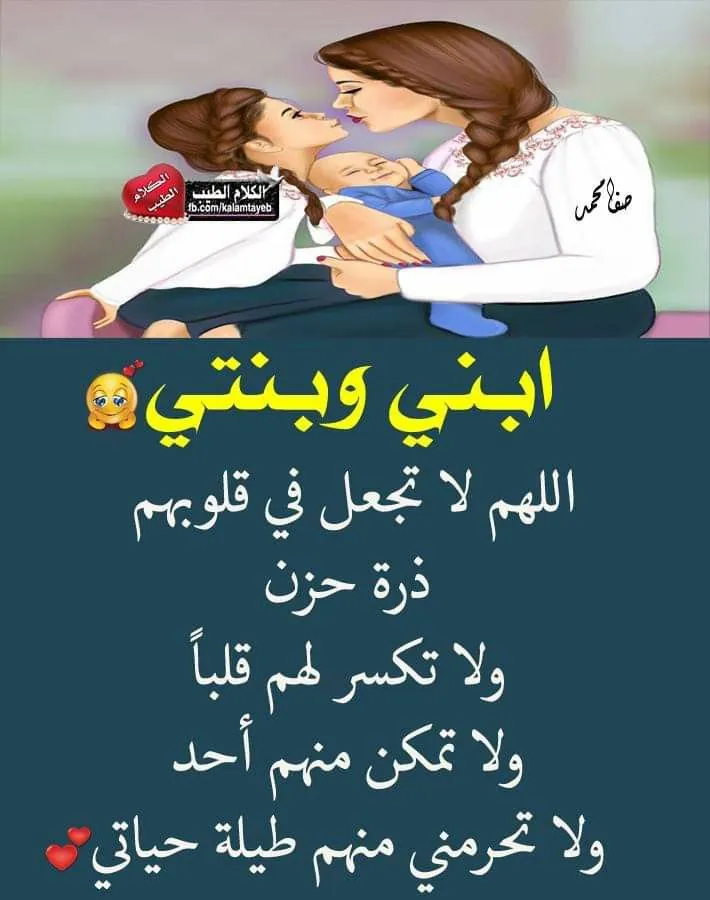 الكلام
الطيب
الكلام الطيب
fb.com/kalamtayeb
صفا محمد
ابني وبنتي🥹💕
اللهم لا تجعل في قلوبهم
ذرة حزن
ولا تكسر لهم قلباً
ولا تمكن منهم أحد
ولا تحرمني منهم طيلة حياتي💕